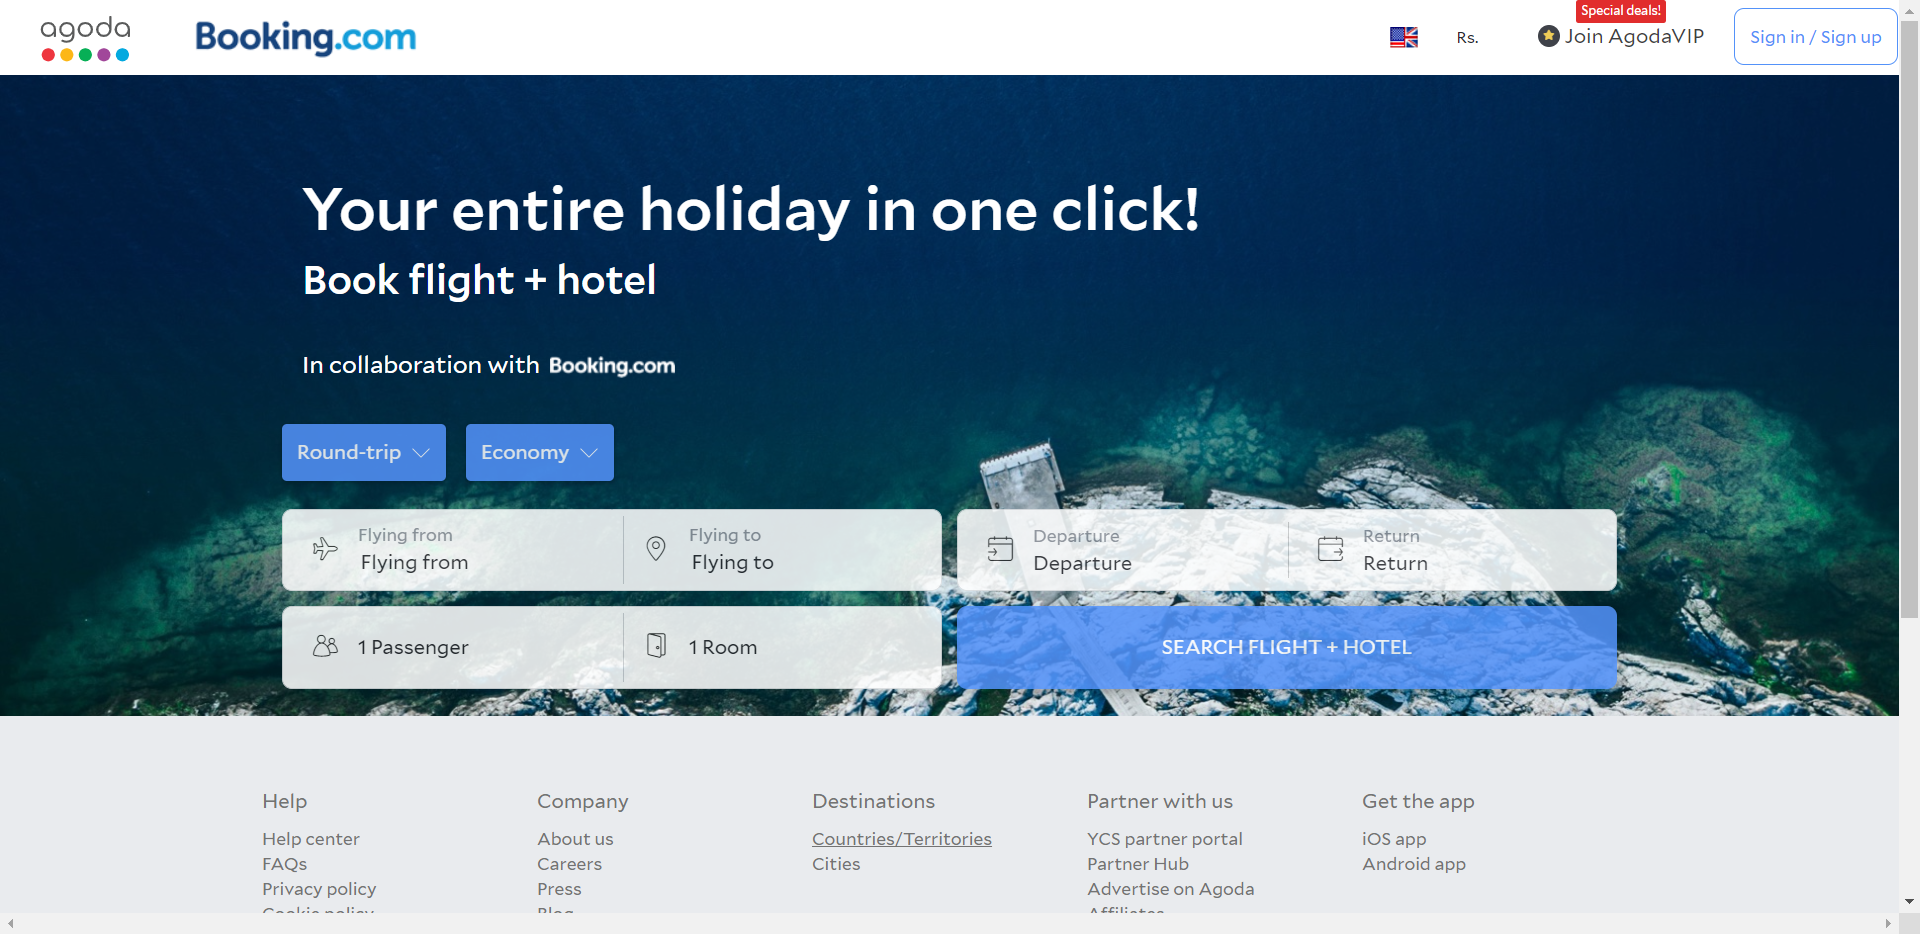 agoda
Booking.com
Rs.
Special deals!
Join AgodaVIP
Sign in / Sign up
Your entire holiday in one click!
Book flight + hotel
In collaboration with Booking.com
Round-trip
Economy
Flying from
Flying from
Flying to
Flying to
Departure
Departure
Return
Return
1 Passenger
1 Room
SEARCH FLIGHT + HOTEL
Help
Help center
FAQs
Privacy policy
Cookie policy
Company
About us
Careers
Press
Blog
Destinations
Countries/Territories
Cities
Partner with us
YCS partner portal
Partner Hub
Advertise on Agoda
Affiliates
Get the app
iOS app
Android app